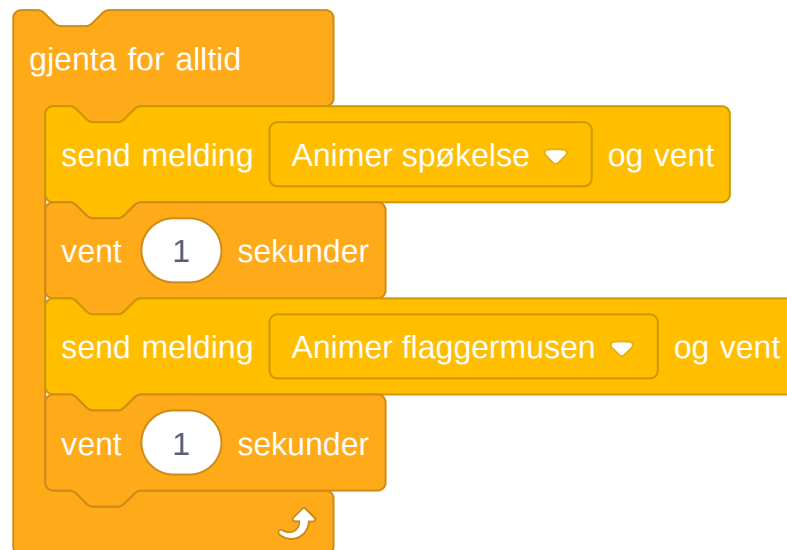 gjenta for alltid
send melding Animer spøkelse og vent
vent 1 sekunder
send melding Animer flaggermusen og vent
vent 1 sekunder